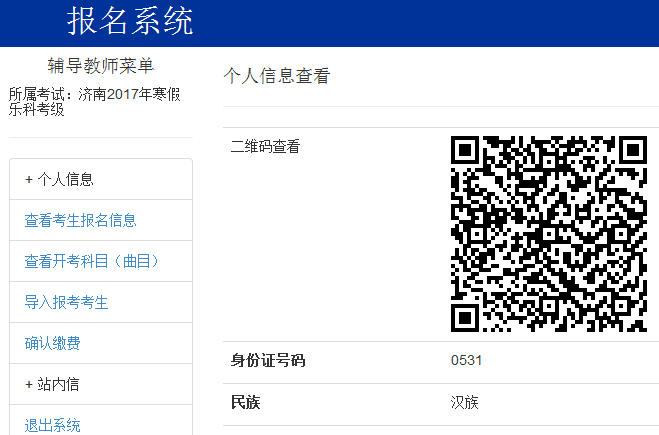 报名系统
辅导教师菜单
所属考试：济南2017年寒假
乐科考级
+ 个人信息
查看考生报名信息
查看开考科目（曲目）
导入报考考生
确认缴费
+ 站内信
退出系统
个人信息查看
二维码查看
身份证号码 0531
民族 汉族